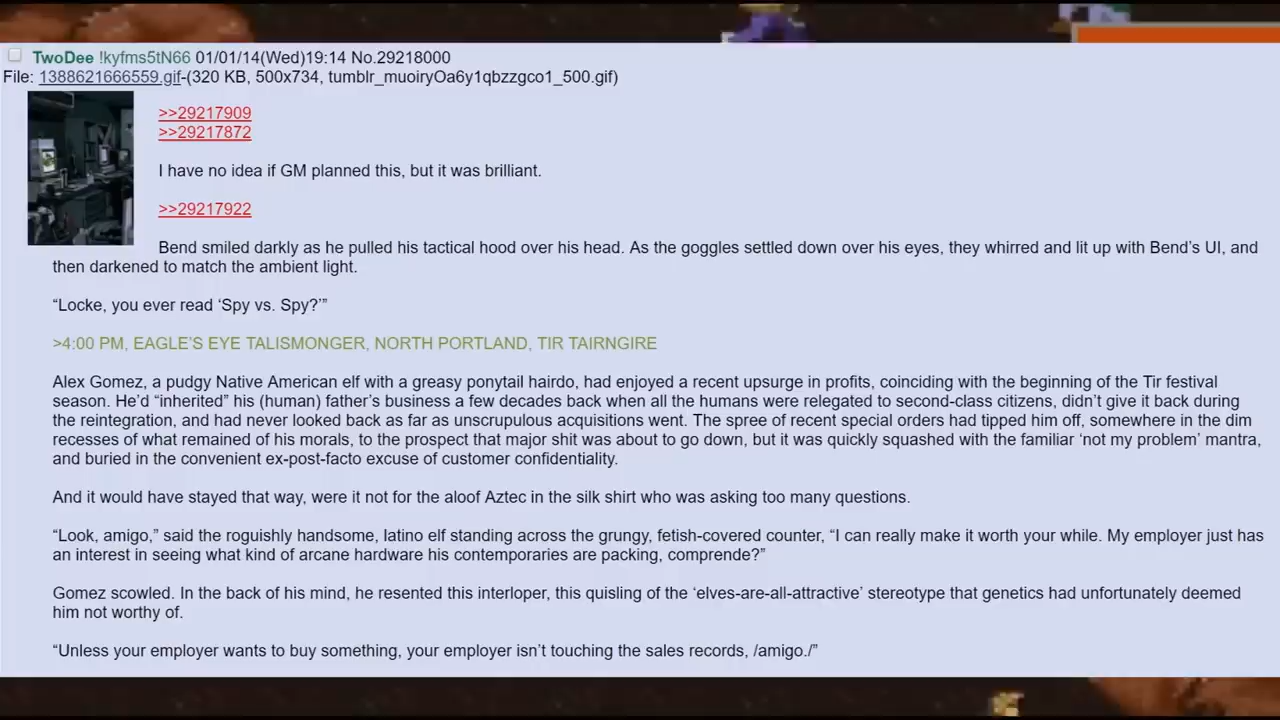 TwoDee !kyfms5tN66 01/01/14(Wed)19:14 No.29218000
File: 1388621666559.gif-(320 KB, 500x734, tumblr_muoiryOa6y1qbzzgco1_500.gif)
>>29217909
>>29217872
I have no idea if GM planned this, but it was brilliant.
>>29217922
Bend smiled darkly as he pulled his tactical hood over his head. As the goggles settled down over his eyes, they whirred and lit up with Bend’s UI, and
then darkened to match the ambient light.
“Locke, you ever read ‘Spy vs. Spy?’”
>4:00 PM, EAGLE’S EYE TALISMONGER, NORTH PORTLAND, TIR TAIRNGIRE
Alex Gomez, a pudgy Native American elf with a greasy ponytail hairdo, had enjoyed a recent upsurge in profits, coinciding with the beginning of the Tir festival
season. He’d “inherited” his (human) father’s business a few decades back when all the humans were relegated to second-class citizens, didn’t give it back during
the reintegration, and had never looked back as far as unscrupulous acquisitions went. The spree of recent special orders had tipped him off, somewhere in the dim
recesses of what remained of his morals, to the prospect that major shit was about to go down, but it was quickly squashed with the familiar ‘not my problem’ mantra,
and buried in the convenient ex-post-facto excuse of customer confidentiality.
And it would have stayed that way, were it not for the aloof Aztec in the silk shirt who was asking too many questions.
“Look, amigo,” said the roguishly handsome, latino elf standing across the grungy, fetish-covered counter, “I can really make it worth your while. My employer just has
an interest in seeing what kind of arcane hardware his contemporaries are packing, comprende?”
Gomez scowled. In the back of his mind, he resented this interloper, this quisling of the ‘elves-are-all-attractive’ stereotype that genetics had unfortunately deemed
him not worthy of.
“Unless your employer wants to buy something, your employer isn’t touching the sales records, /amigo./”